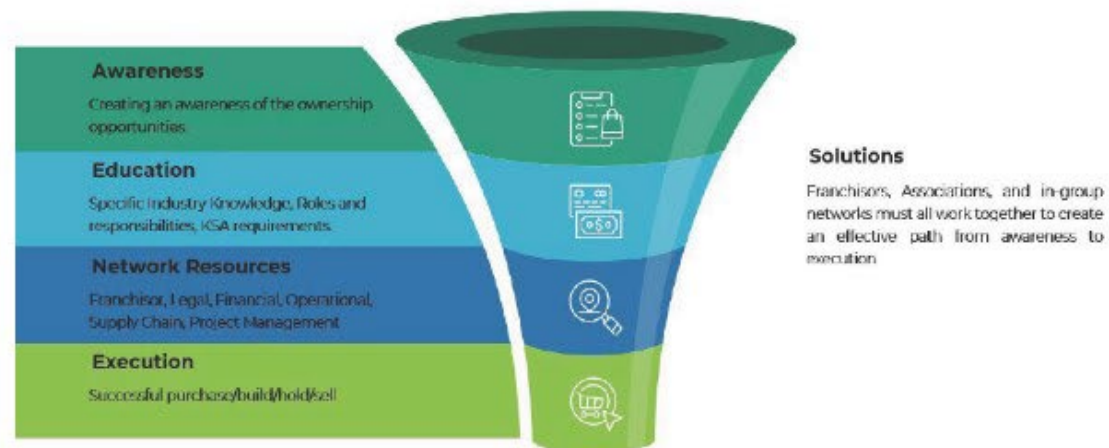 Awareness
Creating an awareness of the ownership
opportunities.
Education
Specific Industry Knowledge, Roles and
responsibilities, KSA requirements.
Network Resources
Franchisor, Legal, Financial, Operational,
Supply Chain, Project Management
Execution
Successful purchase/build/hold/sell
Solutions
Franchisors, Associations, and in-group
networks must all work together to create
an effective path from awareness to
execution